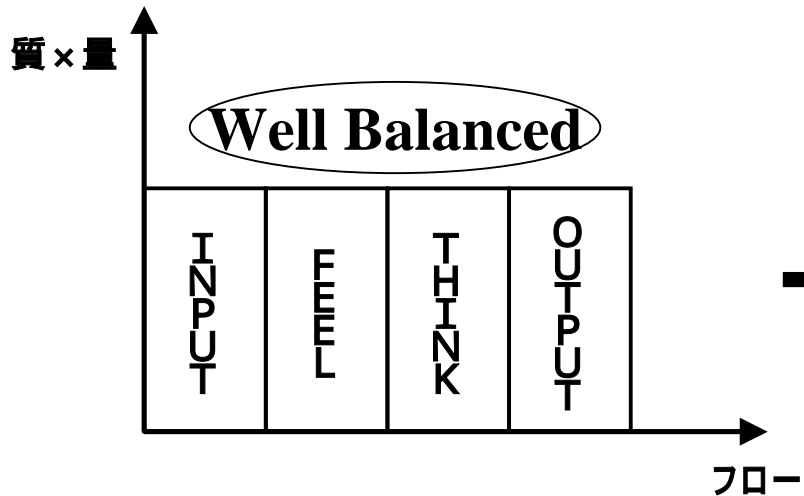 質×量
Well Balanced
INPUT
FEEL
THINK
OUTPUT
フロー